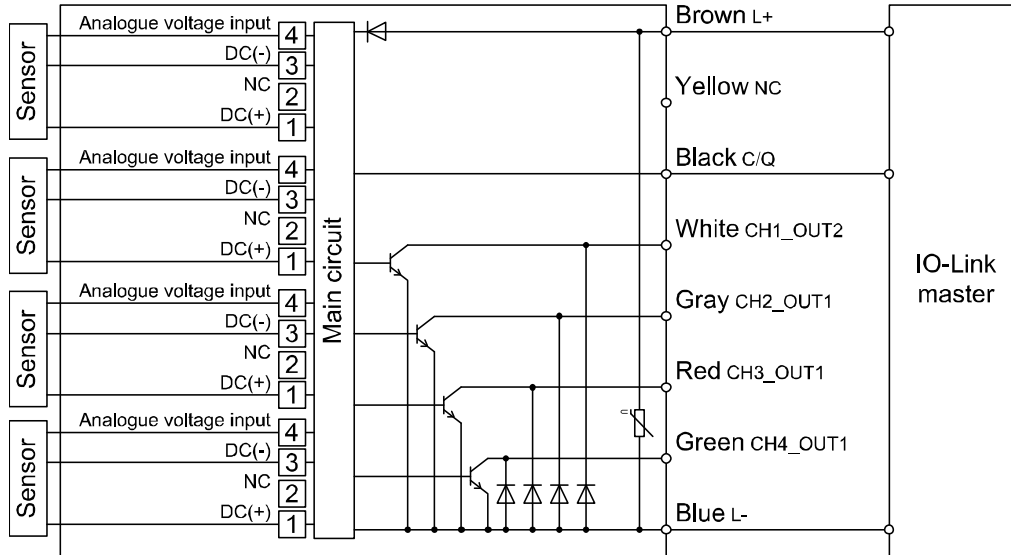 Sensor
Analogue voltage input 4
DC(-) 3
NC 2
DC(+) 1
Sensor
Analogue voltage input 4
DC(-) 3
NC 2
DC(+) 1
Sensor
Analogue voltage input 4
DC(-) 3
NC 2
DC(+) 1
Sensor
Analogue voltage input 4
DC(-) 3
NC 2
DC(+) 1
Main circuit
Brown L+
Yellow NC
Black C/Q
White CH1_OUT2
Gray CH2_OUT1
Red CH3_OUT1
U
Green CH4_OUT1
Blue L-
IO-Link
master